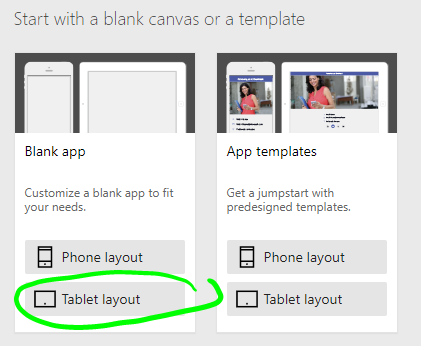 Start with a blank canvas or a template
Blank app
Customize a blank app to fit
your needs.
Phone layout
Tablet layout
App templates
Get a jumpstart with
predesigned templates.
Phone layout
Tablet layout